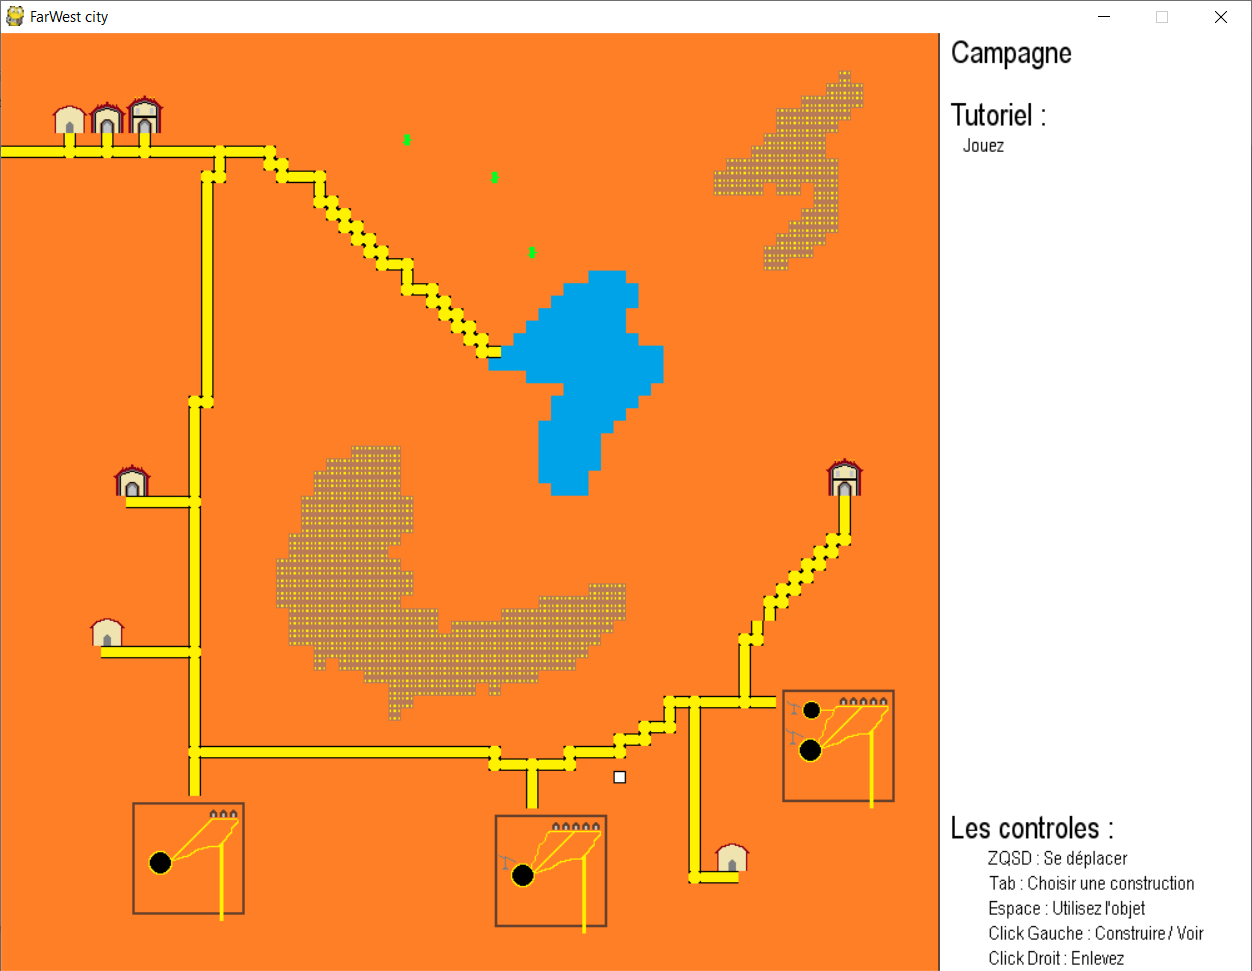 FarWest city
Campagne
Tutoriel :
Jouez
Les controles :
ZQSD : Se déplacer
Tab : Choisir une construction
Espace : Utilisez l'objet
Click Gauche : Construire / Voir
Click Droit : Enlevez